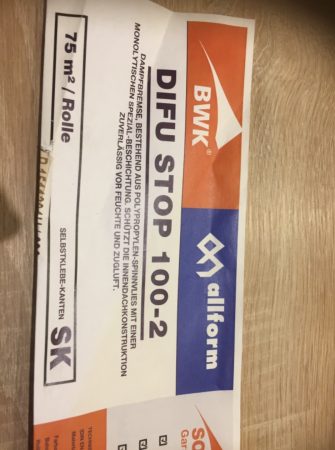 BWK®
allform
DIFU STOP 100-2
DAMPFBREMSE, BESTEHEND AUS POLYPROPYLEN-SPINNVLIES MIT EINER
MONOLYTISCHEN SPEZIAL-BESCHICHTUNG. SCHÜTZT DIE INNENDACHKONSTRUKTION
ZUVERLÄSSIG VOR FEUCHTE UND ZUGLUFT.
75 m² / Rolle
SELBSTKLEBE-KANTEN SK